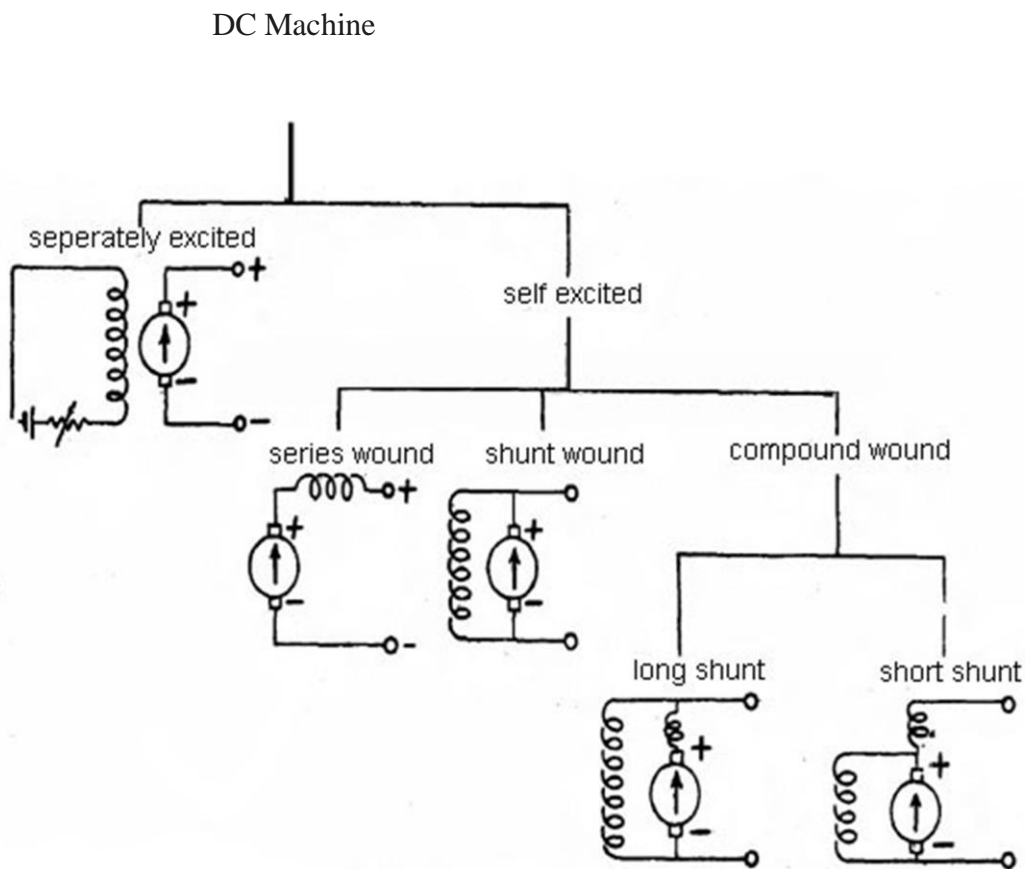 DC Machine
seperately excited
+
+
-
-
self excited
series wound
+
+
-
-
shunt wound
+
-
compound wound
long shunt
+
-
short shunt
+
-